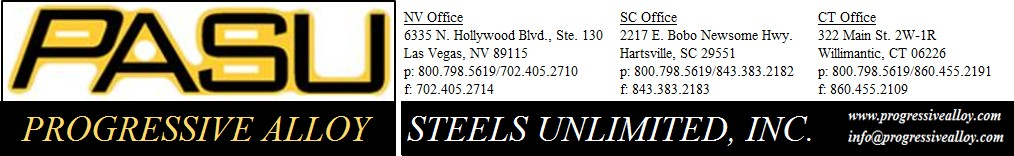 PASU
NV Office
6335 N. Hollywood Blvd., Ste. 130
Las Vegas, NV 89115
p: 800.798.5619/702.405.2710
f: 702.405.2714
SC Office
2217 E. Bobo Newsome Hwy.
Hartsville, SC 29551
p: 800.798.5619/843.383.2182
f: 843.383.2183
CT Office
322 Main St. 2W-1R
Willimantic, CT 06226
p: 800.798.5619/860.455.2191
f: 860.455.2109
PROGRESSIVE ALLOY STEELS UNLIMITED, INC.
www.progressivealloy.com
info@progressivealloy.com